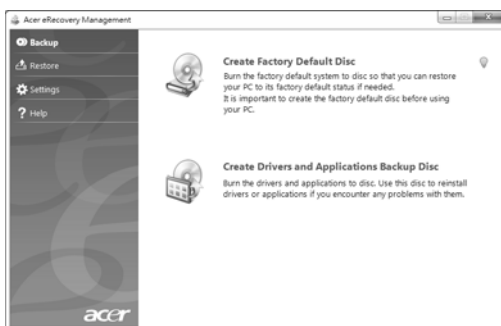 Acer eRecovery Management
Backup
Restore
Settings
Help
Create Factory Default Disc
Burn the factory default system to disc so that you can restore
your PC to its factory default status if needed.
It is important to create the factory default disc before using
your PC.
Create Drivers and Applications Backup Disc
Burn the drivers and applications to disc. Use this disc to reinstall
drivers or applications if you encounter any problems with them.
acer